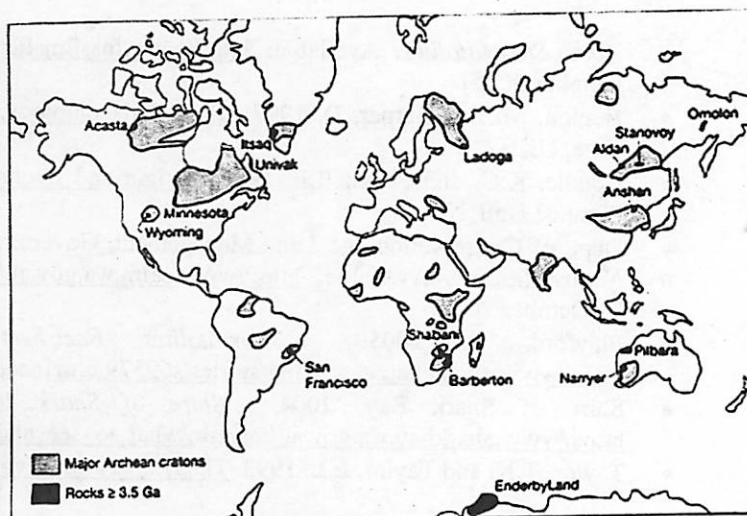 Acasta
Itsaq
Uivak
Minnesota
Wyoming
San
Francisco
Ladoga
Omolon
Stanovoy
Aldan
Anshan
Shabani
Barberton
Pilbara
Narryer
EnderbyLand
Major Archean cratons
Rocks ≥ 3.5 Ga